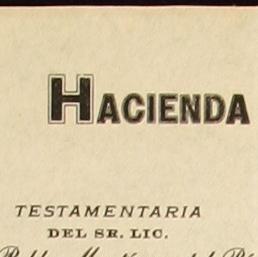 HACIENDA
TESTAMENTARIA
DEL SR. LIC.